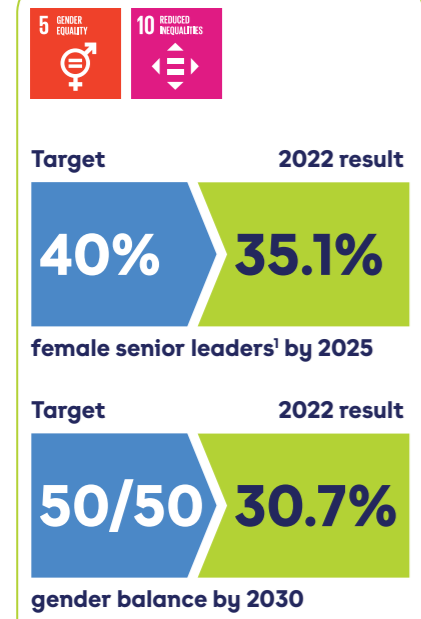 5 GENDER
EQUALITY
10 REDUCED
INEQUALITIES
Target 2022 result
40% 35.1%
female senior leaders¹ by 2025
Target 2022 result
50/50 30.7%
gender balance by 2030